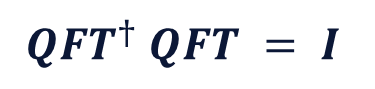 QFT† QFT = I